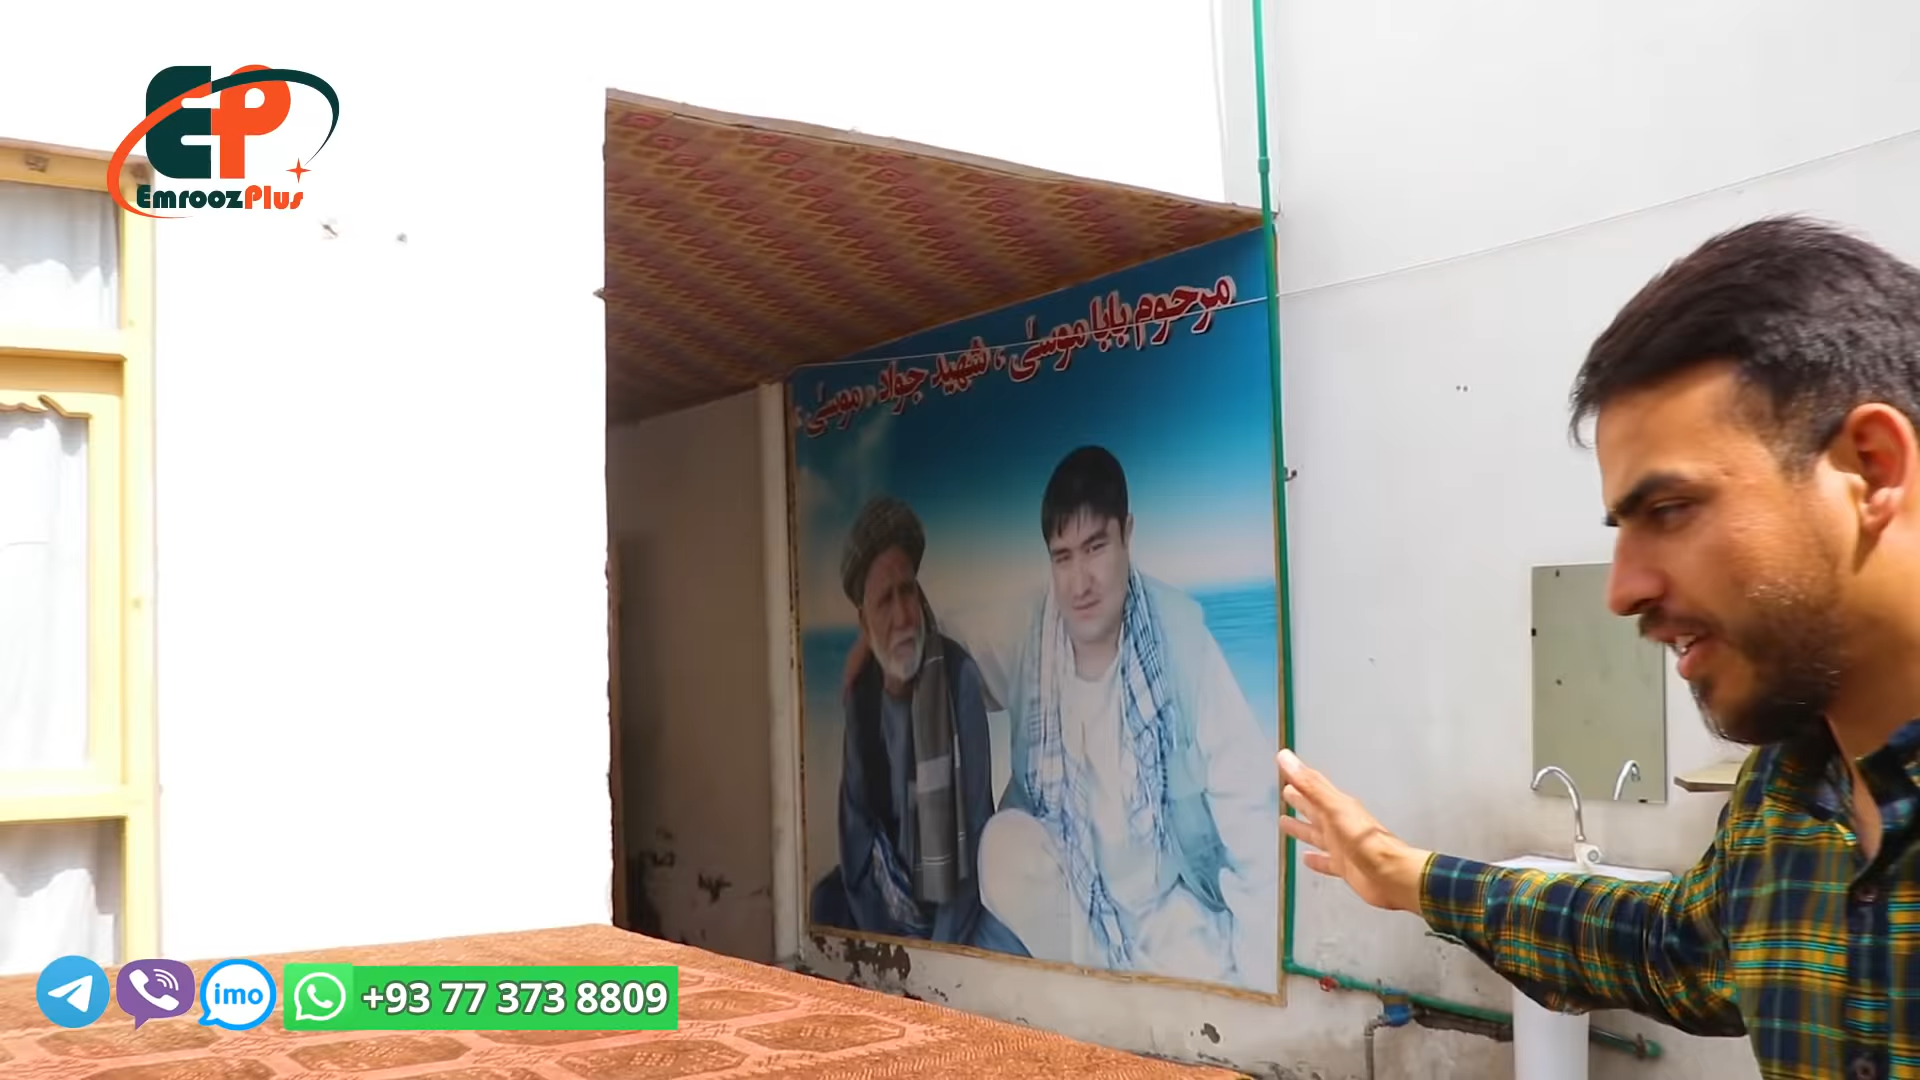 EP
EmroozPlus
مرحوم بابا موسیٰ ، شهید جواد ، موسیٰ ،
imo
+93 77 373 8809